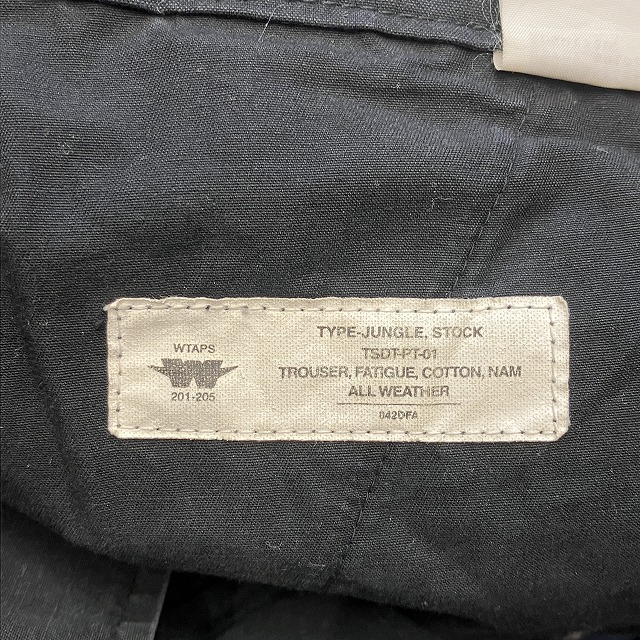 WTAPS
W
201-205
TYPE-JUNGLE, STOCK
TSDT-PT-01
TROUSER, FATIGUE, COTTON, NAM
ALL WEATHER
042DFA